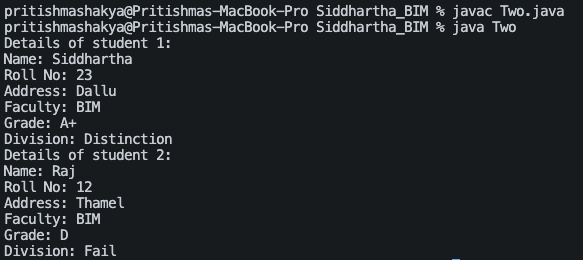 pritishmashakya@Pritishmas-MacBook-Pro Siddhartha_BIM % javac Two.java
pritishmashakya@Pritishmas-MacBook-Pro Siddhartha_BIM % java Two
Details of student 1:
Name: Siddhartha
Roll No: 23
Address: Dallu
Faculty: BIM
Grade: A+
Division: Distinction
Details of student 2:
Name: Raj
Roll No: 12
Address: Thamel
Faculty: BIM
Grade: D
Division: Fail